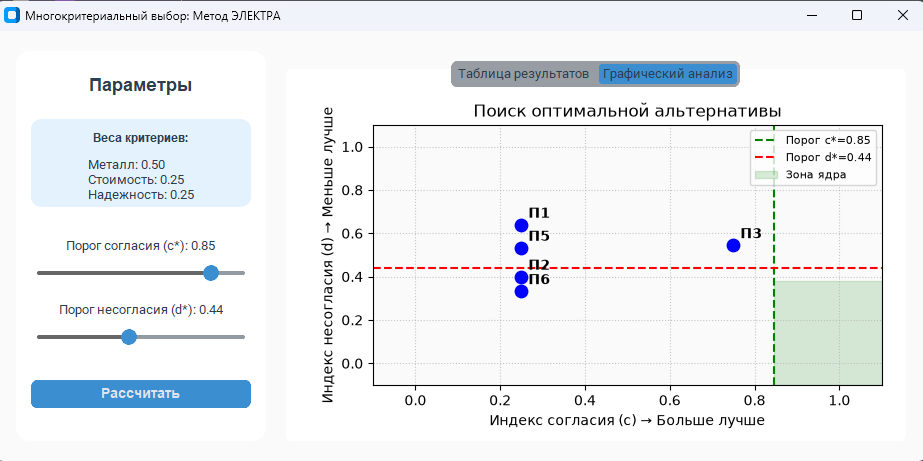 Многокритериальный выбор: Метод ЭЛЕКТРА
Параметры
Веса критериев:
Металл: 0.50
Стоимость: 0.25
Надежность: 0.25
Порог согласия (c*): 0.85
Порог несогласия (d*): 0.44
Рассчитать
Таблица результатов
Графический анализ
Поиск оптимальной альтернативы
Индекс несогласия (d) → Меньше лучше
1.0
0.8
0.6
0.4
0.2
0.0
Порог c*=0.85
Порог d*=0.44
Зона ядра
П1
П5
П2
П6
П3
0.0 0.2 0.4 0.6 0.8 1.0
Индекс согласия (c) → Больше лучше